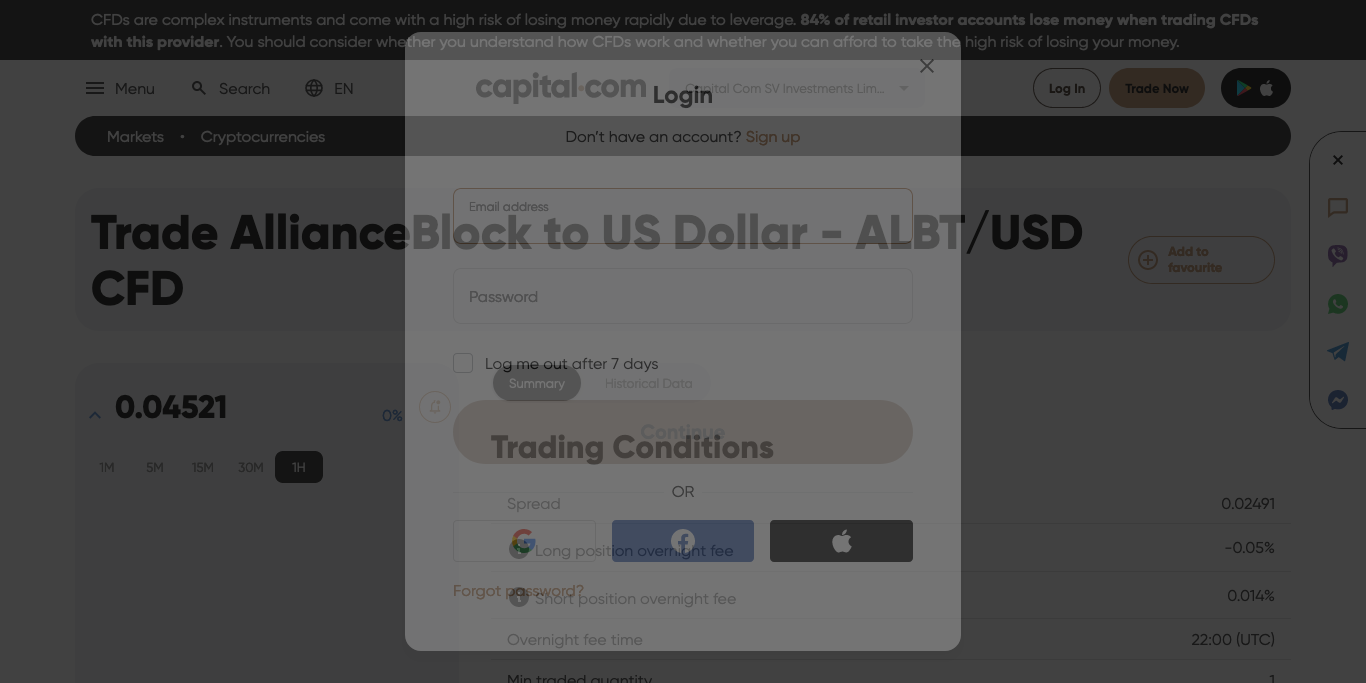 CFDs are complex instruments and come with a high risk of losing money rapidly due to leverage. 84% of retail investor accounts lose money when trading CFDs
with this provider. You should consider whether you understand how CFDs work and whether you can afford to take the high risk of losing your money.
Menu
Search
EN
capital.com
Capital Com SV Investments Lim...
Log In
Trade Now
Login
Markets
Cryptocurrencies
Don't have an account? Sign up
Email address
Trade AllianceBlock to US Dollar - ALBT/USD
CFD
Add to
favourite
Password
Log me out after 7 days
Summary
Historical Data
0.04521
0%
Continue
Trading Conditions
1M
5M
15M
30M
1H
OR
Spread
0.02491
Long position overnight fee
-0.05%
Forgot password?
Short position overnight fee
0.014%
Overnight fee time
22:00 (UTC)
Min traded quantity
1